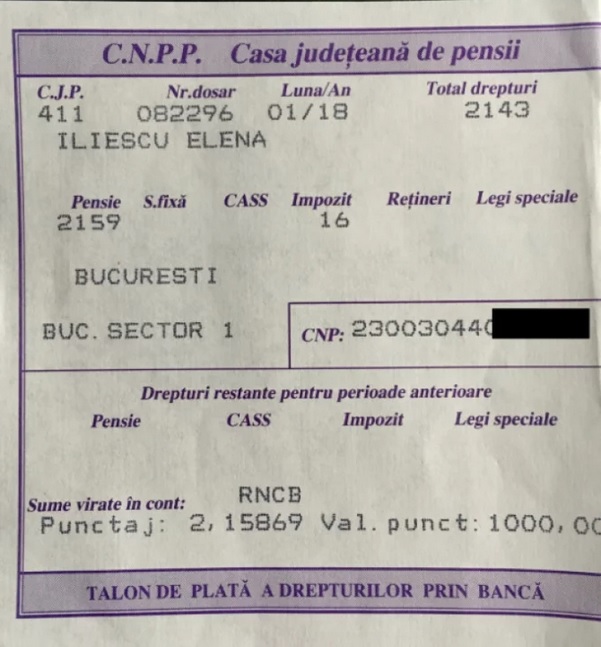 C.N.P.P. Casa județeană de pensii
C.J.P. Nr.dosar Luna/An Total drepturi
411 082296 01/18 2143
ILIESCU ELENA
Pensie S.fixă CASS Impozit Rețineri Legi speciale
2159 16
BUCURESTI
BUC. SECTOR 1
CNP: 230030440
Drepturi restante pentru perioade anterioare
Pensie CASS Impozit Legi speciale
Sume virate în cont: RNCB
Punctaj: 2,15869 Val. punct: 1000,00
TALON DE PLATĂ A DREPTURILOR PRIN BANCĂ